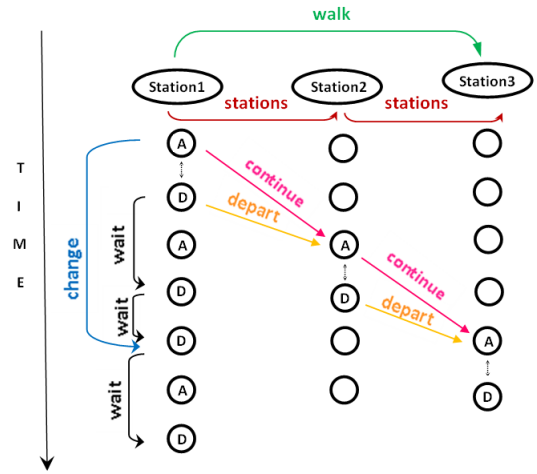 walk
Station1
Station2
Station3
stations
stations
A
T
continue
D
depart
I
A
A
wait
M
change
continue
E
D
D
depart
wait
D
A
A
D
wait
D